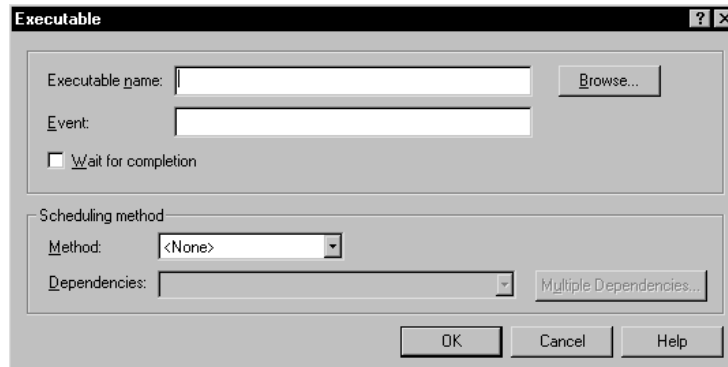 Executable
Executable name: Browse...
Event:
Wait for completion
Scheduling method
Method: <None>
Dependencies: Multiple Dependencies...
OK Cancel Help